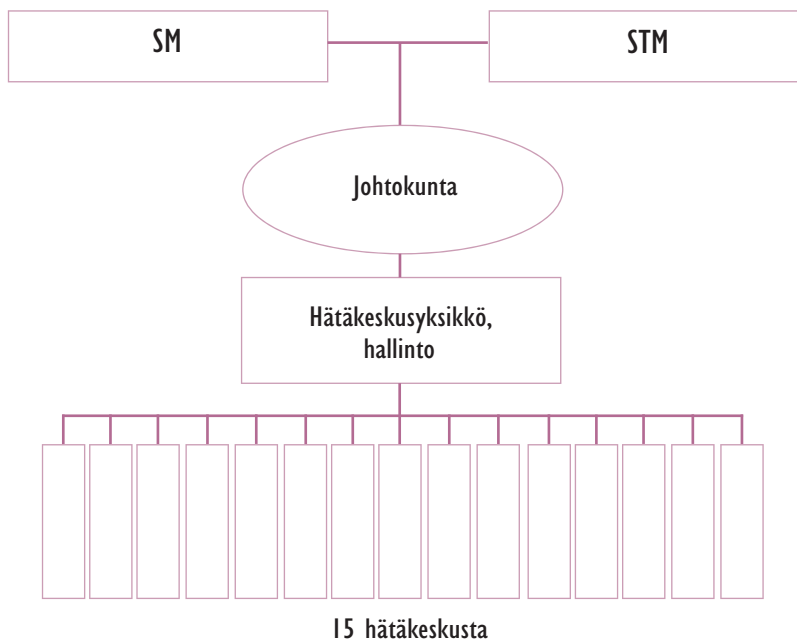 SM
STM
Johtokunta
Hätäkeskusyksikkö,
hallinto
15 hätäkeskusta